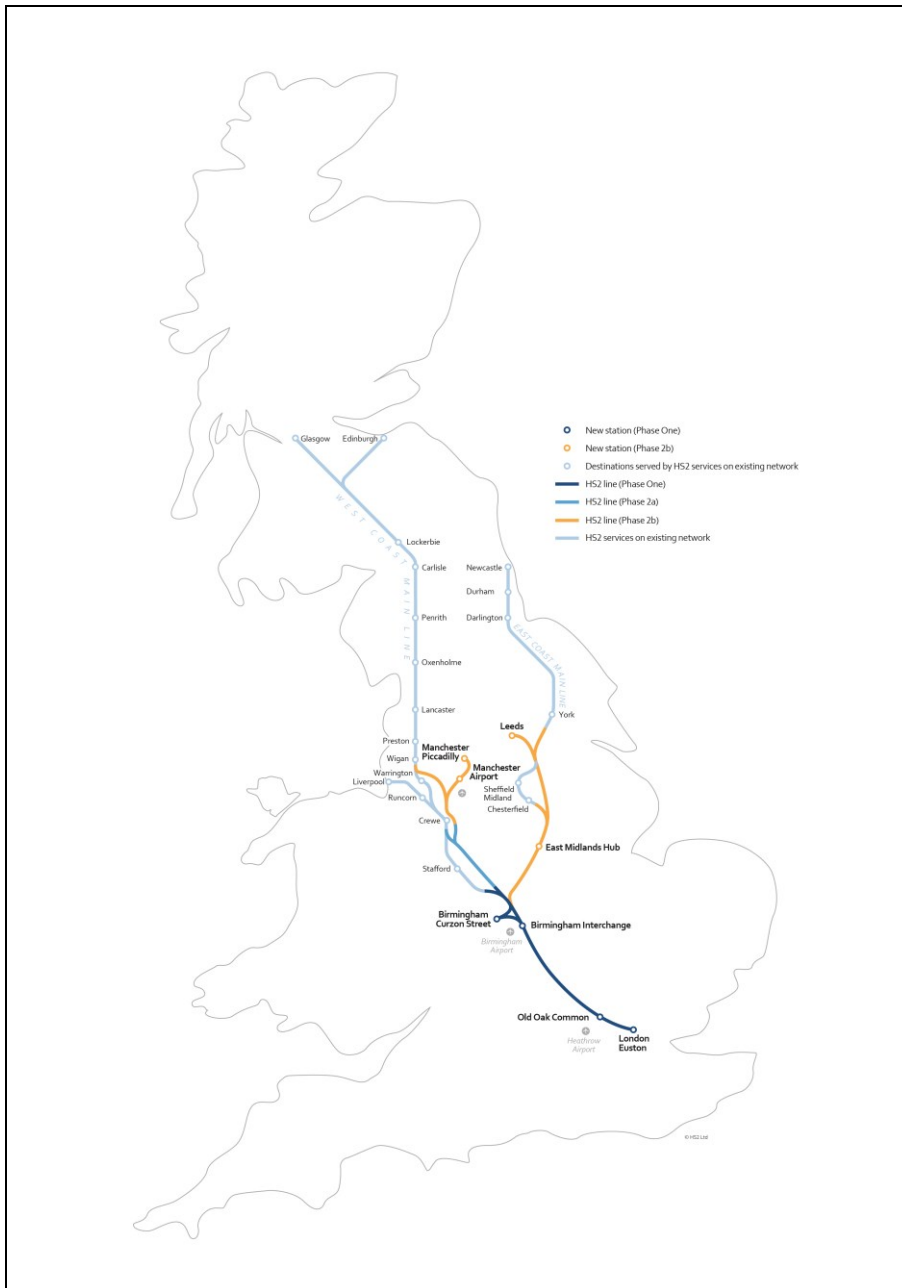 Glasgow
Edinburgh
New station (Phase One)
New station (Phase 2b)
Destinations served by HS2 services on existing network
HS2 line (Phase One)
HS2 line (Phase 2a)
HS2 line (Phase 2b)
HS2 services on existing network
WEST COAST MAIN LINE
Lockerbie
Carlisle
Newcastle
Durham
Penrith
Darlington
EAST COAST MAIN LINE
Oxenholme
Lancaster
York
Leeds
Preston
Manchester
Piccadilly
Wigan
Manchester
Airport
Warrington
Liverpool
Sheffield
Midland
Runcorn
Chesterfield
Crewe
East Midlands Hub
Stafford
Birmingham
Curzon Street
Birmingham Interchange
Birmingham
Airport
Old Oak Common
London
Euston
Heathrow
Airport
© HS2 Ltd